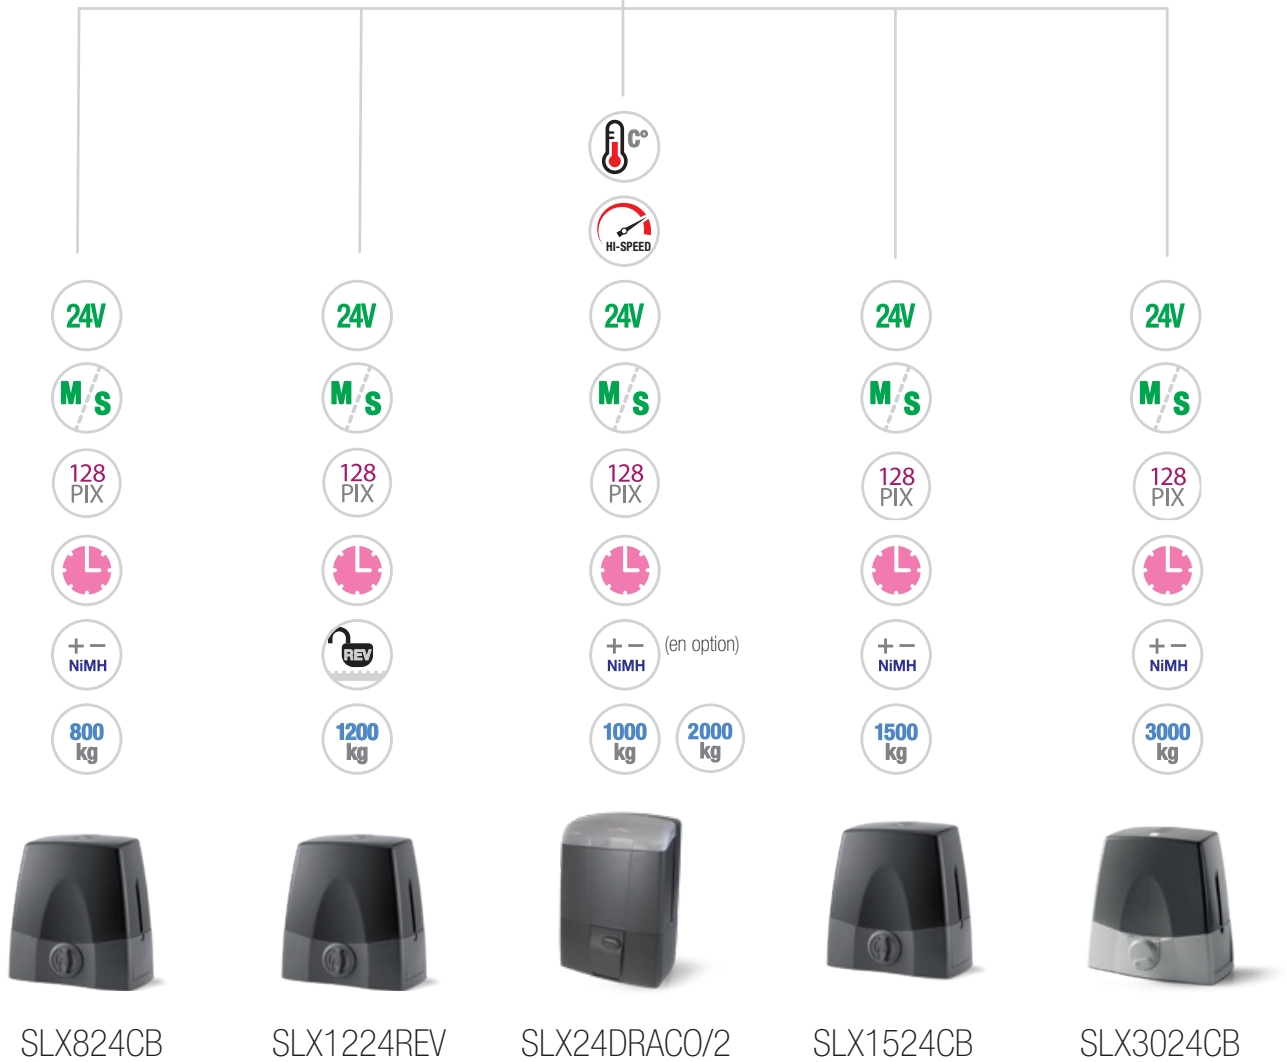 C°
HI-SPEED
24V
24V
24V
24V
24V
M/S
M/S
M/S
M/S
M/S
128
PIX
128
PIX
128
PIX
128
PIX
128
PIX
+ −
NiMH
REV
+ −
NiMH
(en option)
+ −
NiMH
+ −
NiMH
800
kg
1200
kg
1000
kg
2000
kg
1500
kg
3000
kg
SLX824CB
SLX1224REV
SLX24DRACO/2
SLX1524CB
SLX3024CB